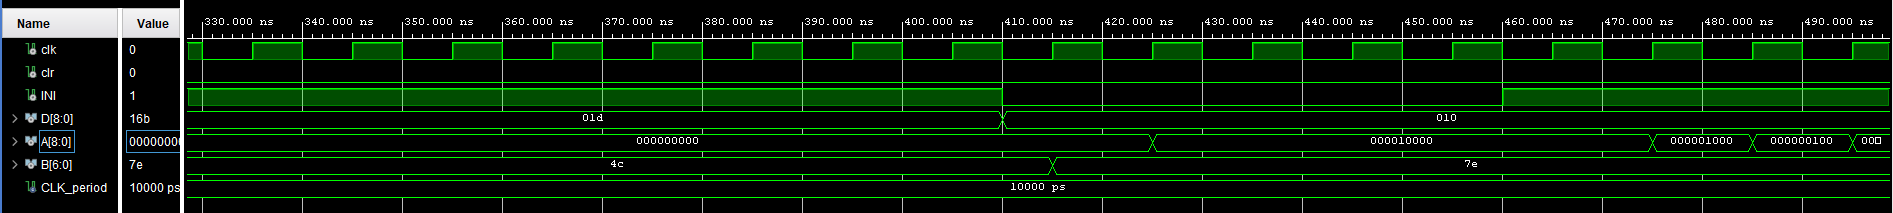 Name Value 330.000 ns 340.000 ns 350.000 ns 360.000 ns 370.000 ns 380.000 ns 390.000 ns 400.000 ns 410.000 ns 420.000 ns 430.000 ns 440.000 ns 450.000 ns 460.000 ns 470.000 ns 480.000 ns 490.000 ns
clk 0
clr 0
INI 1
D[8:0] 16b 01d 010
A[8:0] 00000000 000000000 000010000 000001000 000000100 00
B[6:0] 7e 4c 7e
CLK_period 10000 ps 10000 ps